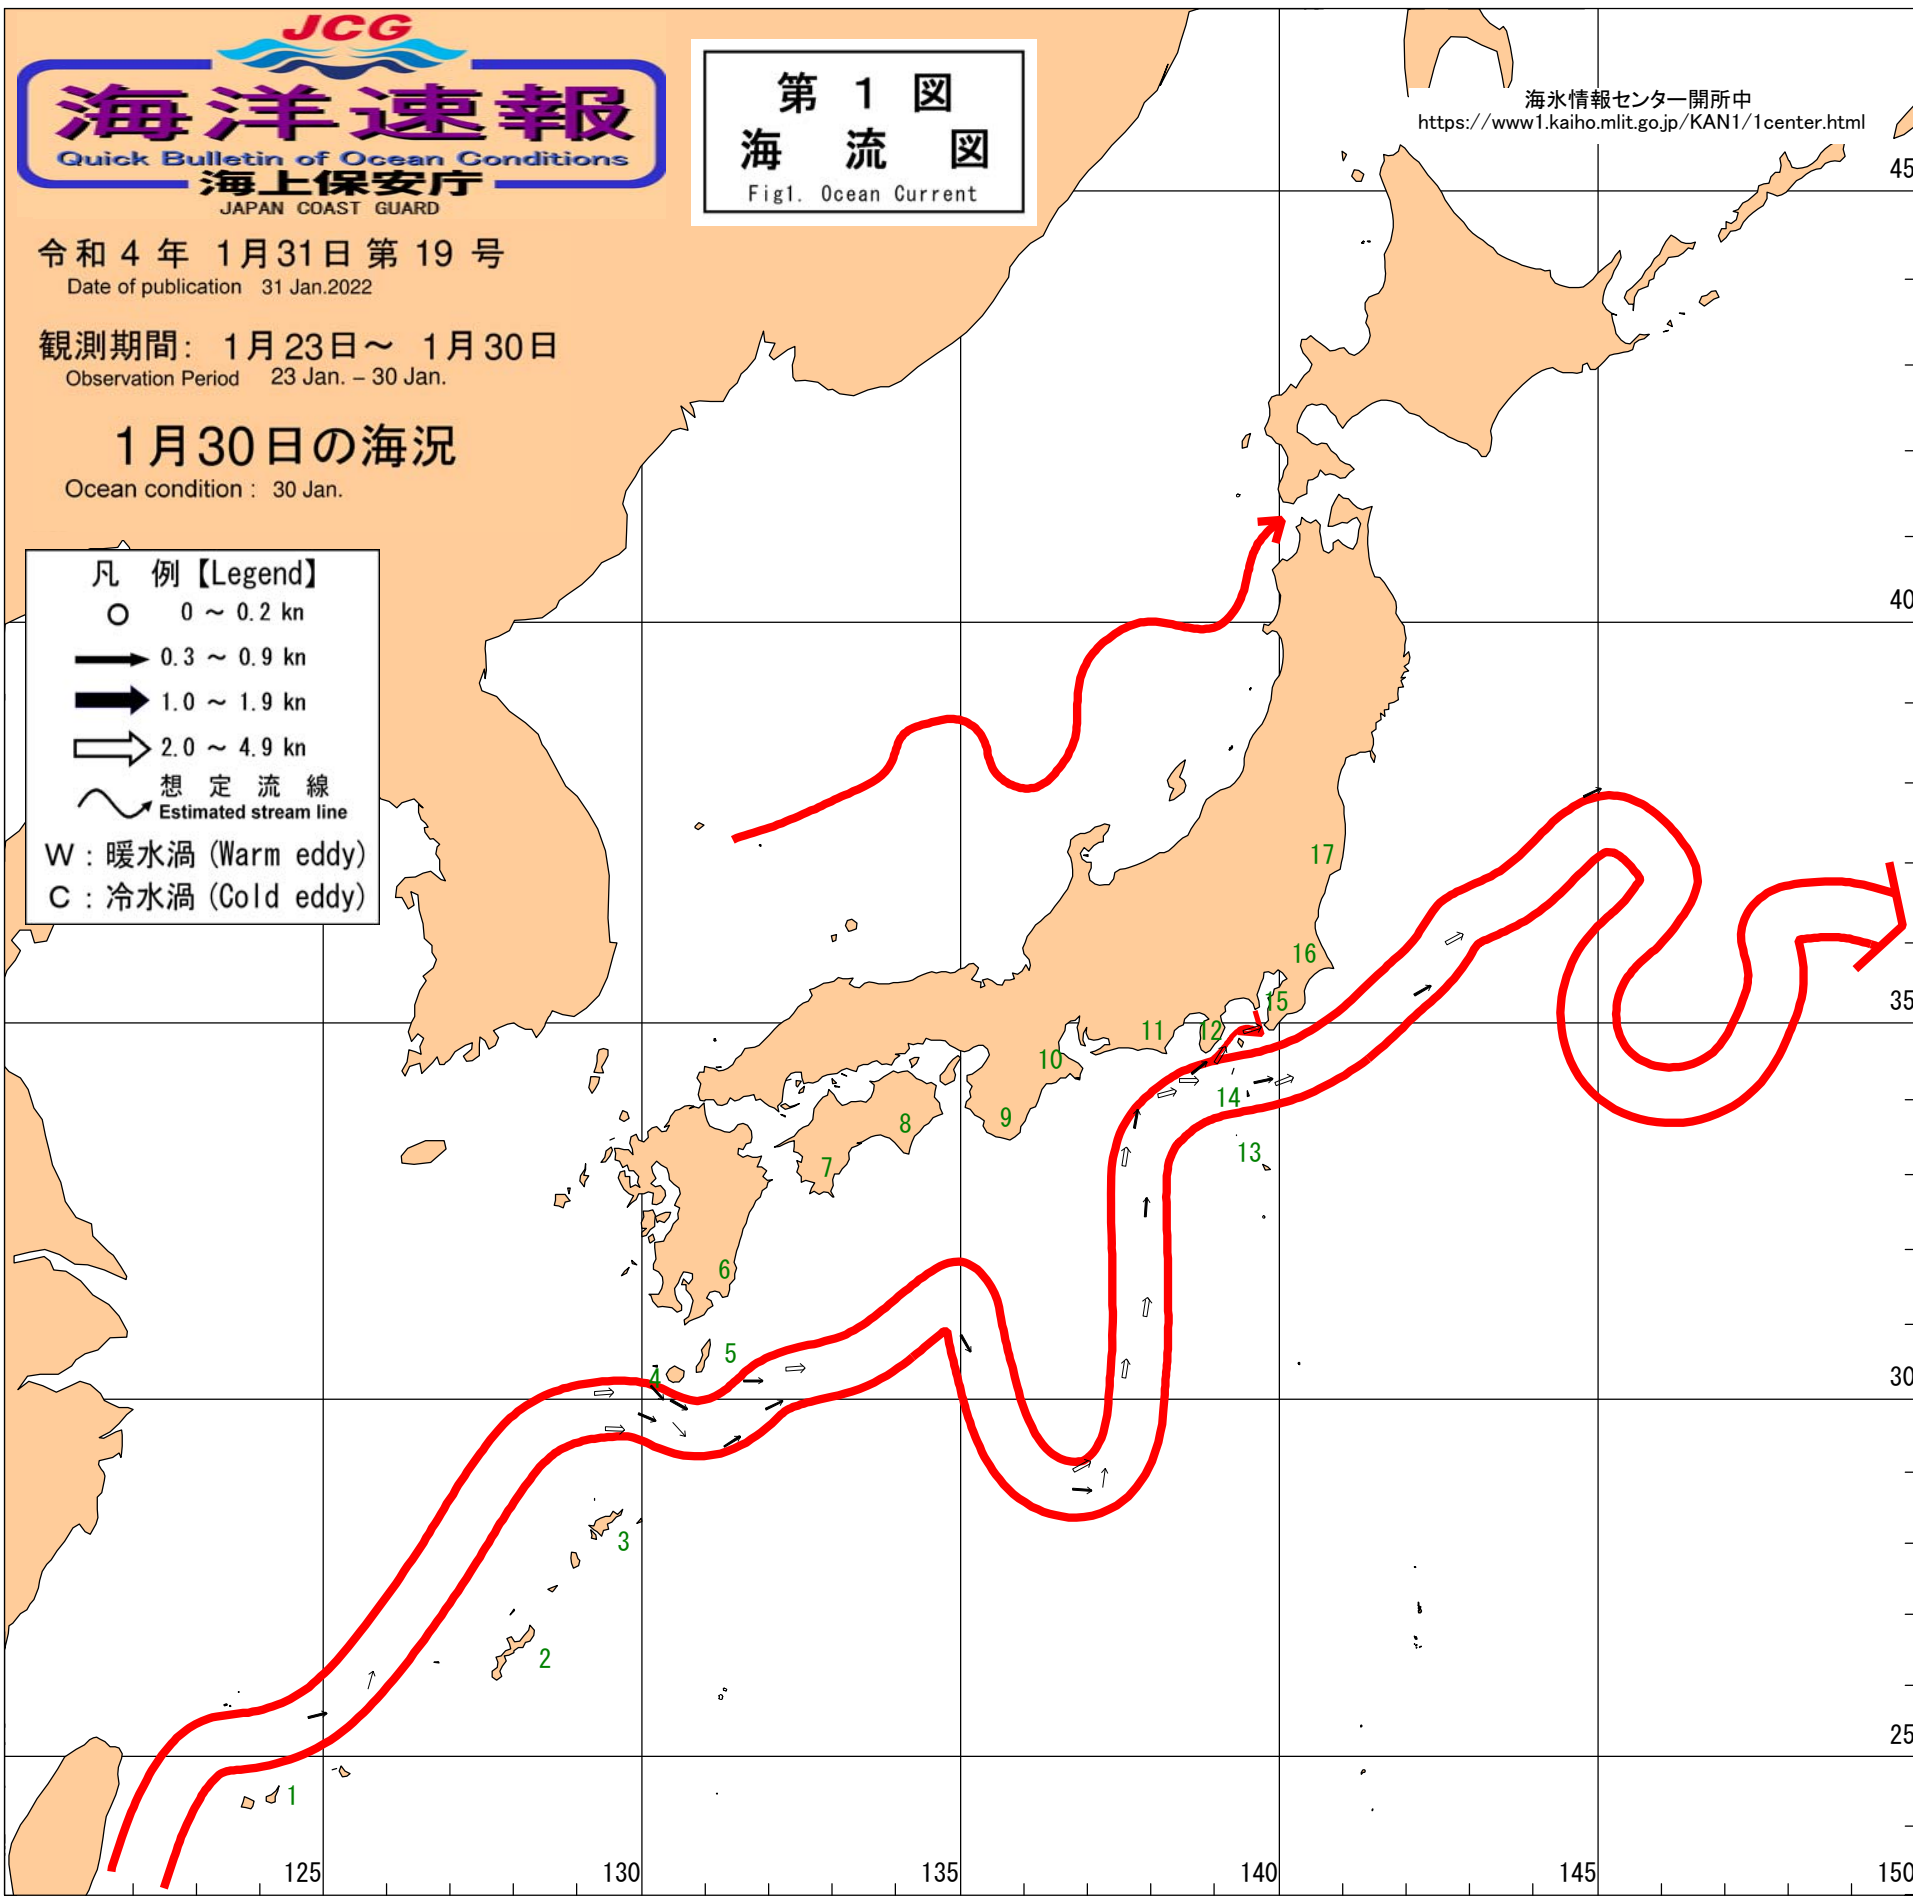 JCG
海洋速報
Quick Bulletin of Ocean Conditions
海上保安庁
JAPAN COAST GUARD
第 1 図
海 流 図
Fig1. Ocean Current
海氷情報センター開所中
https://www1.kaiho.mlit.go.jp/KAN1/1center.html
令和 4 年 1月31日 第 19 号
Date of publication 31 Jan.2022
観測期間: 1月23日～ 1月30日
Observation Period 23 Jan. – 30 Jan.
1月30日の海況
Ocean condition : 30 Jan.
凡 例【Legend】
0 ～ 0.2 kn
0.3 ～ 0.9 kn
1.0 ～ 1.9 kn
2.0 ～ 4.9 kn
想 定 流 線
Estimated stream line
W : 暖水渦 (Warm eddy)
C : 冷水渦 (Cold eddy)
45
40
17
16
35
15
12
11
10
14
9
8
13
7
6
5
4
30
3
2
25
1
125
130
135
140
145
150